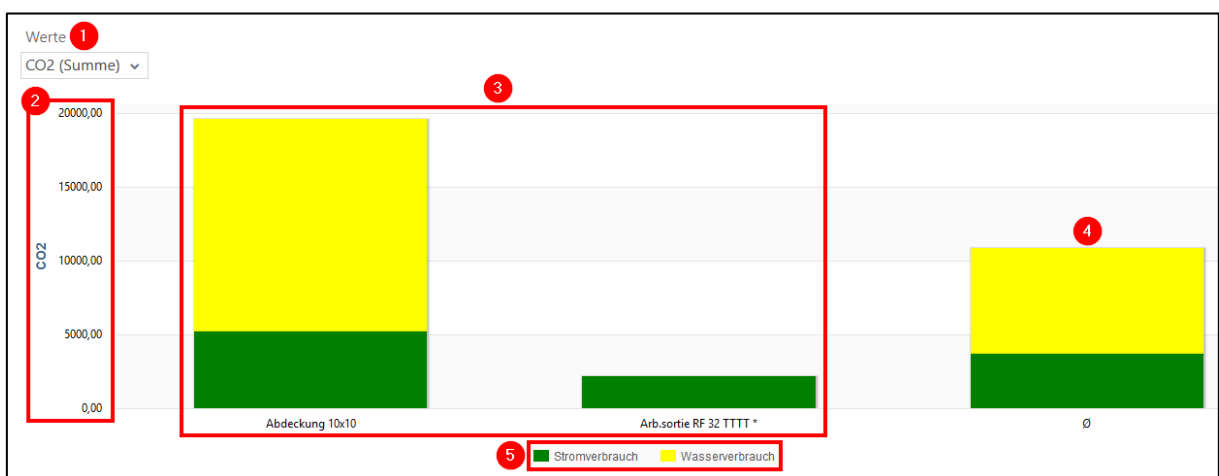 Werte 1
CO2 (Summe)
2
3
20000,00
15000,00
4
CO2
10000,00
5000,00
0,00
Abdeckung 10x10 Arb.sortie RF 32 TTTT * Ø
5 Stromverbrauch Wasserverbrauch